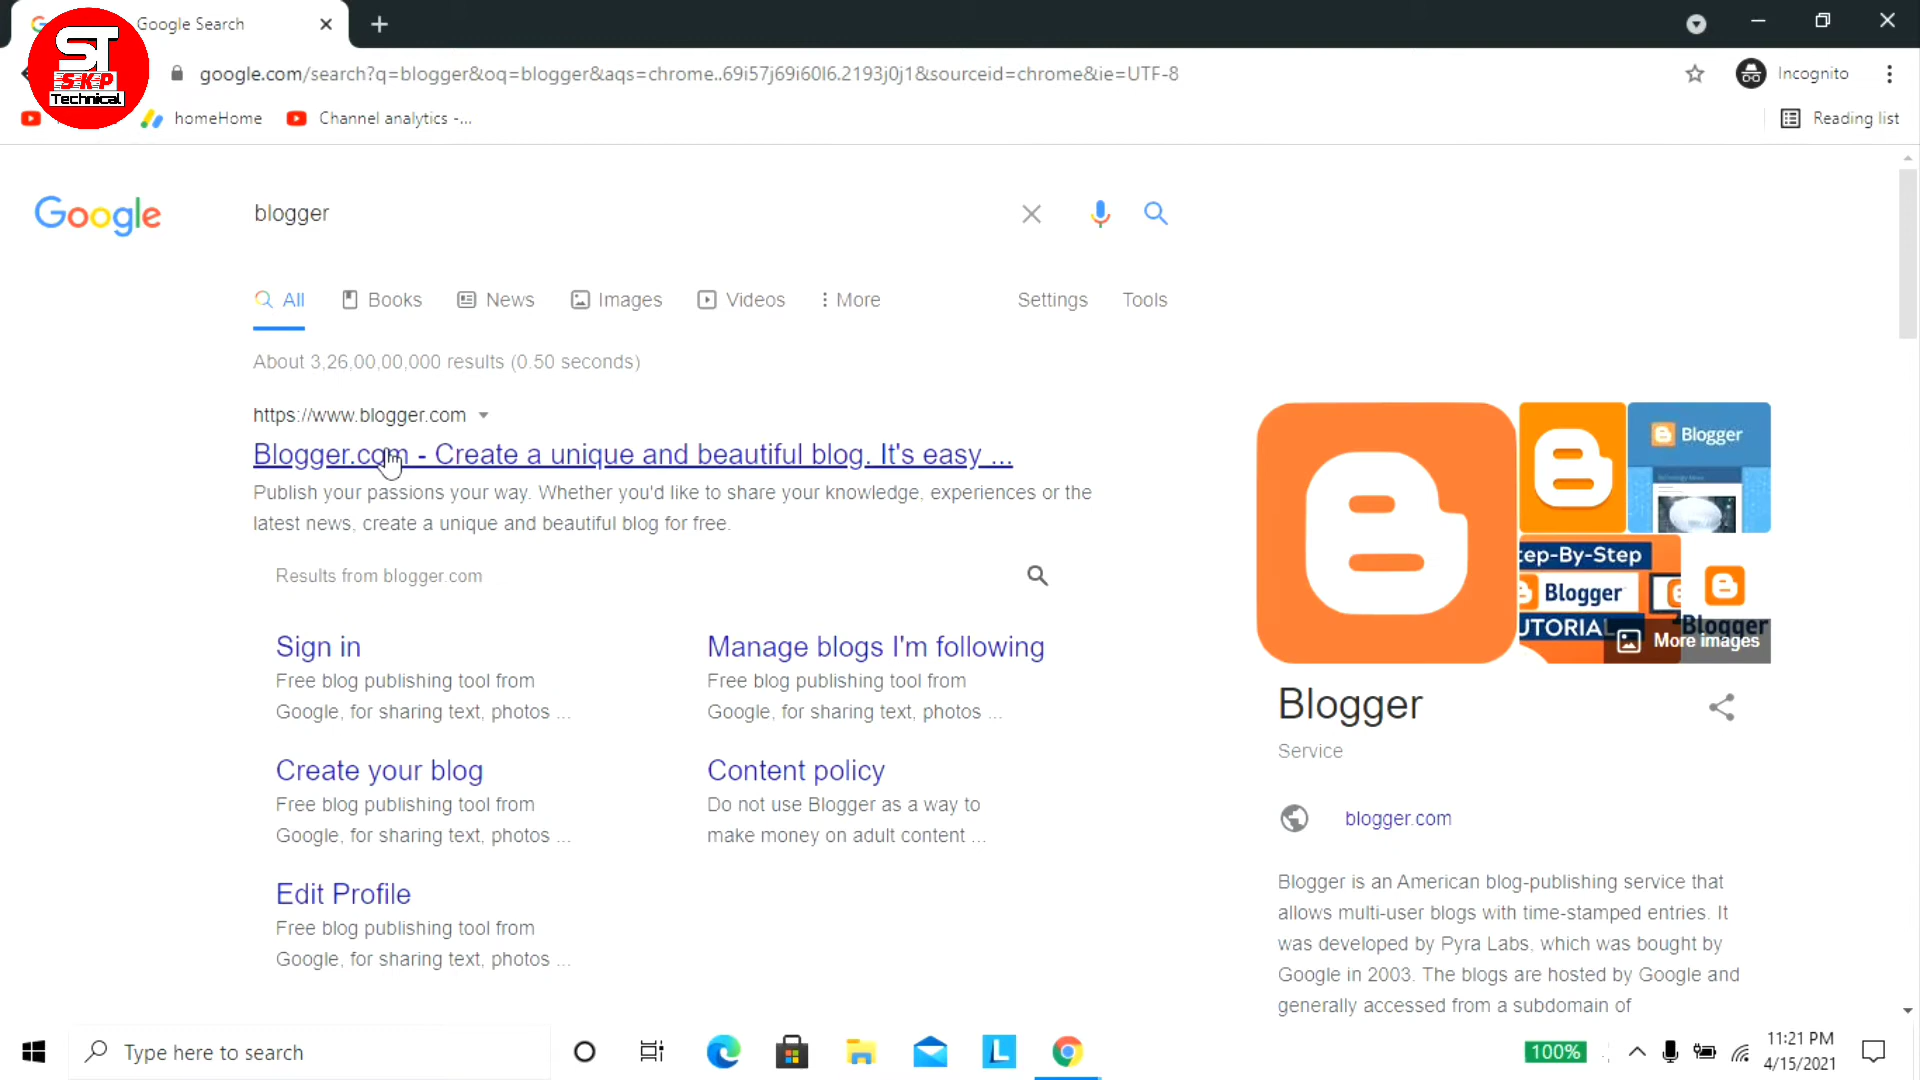 Google Search
ST
SKP
Technical
google.com/search?q=blogger&oq=blogger&aqs=chrome..69i57j69i60l6.2193j0j1&sourceid=chrome&ie=UTF-8
Incognito
homeHome
Channel analytics -...
Reading list
Google
blogger
All
Books
News
Images
Videos
More
Settings
Tools
About 3,26,00,00,000 results (0.50 seconds)
https://www.blogger.com
Blogger.com - Create a unique and beautiful blog. It's easy ...
Publish your passions your way. Whether you'd like to share your knowledge, experiences or the
latest news, create a unique and beautiful blog for free.
Results from blogger.com
Sign in
Free blog publishing tool from
Google, for sharing text, photos ...
Manage blogs I'm following
Free blog publishing tool from
Google, for sharing text, photos ...
Create your blog
Free blog publishing tool from
Google, for sharing text, photos ...
Content policy
Do not use Blogger as a way to
make money on adult content ...
Edit Profile
Free blog publishing tool from
Google, for sharing text, photos ...
Blogger
tep-By-Step
Blogger
UTORIAL
Blogger
More images
Blogger
Service
blogger.com
Blogger is an American blog-publishing service that
allows multi-user blogs with time-stamped entries. It
was developed by Pyra Labs, which was bought by
Google in 2003. The blogs are hosted by Google and
generally accessed from a subdomain of
Type here to search
L
100%
11:21 PM
4/15/2021